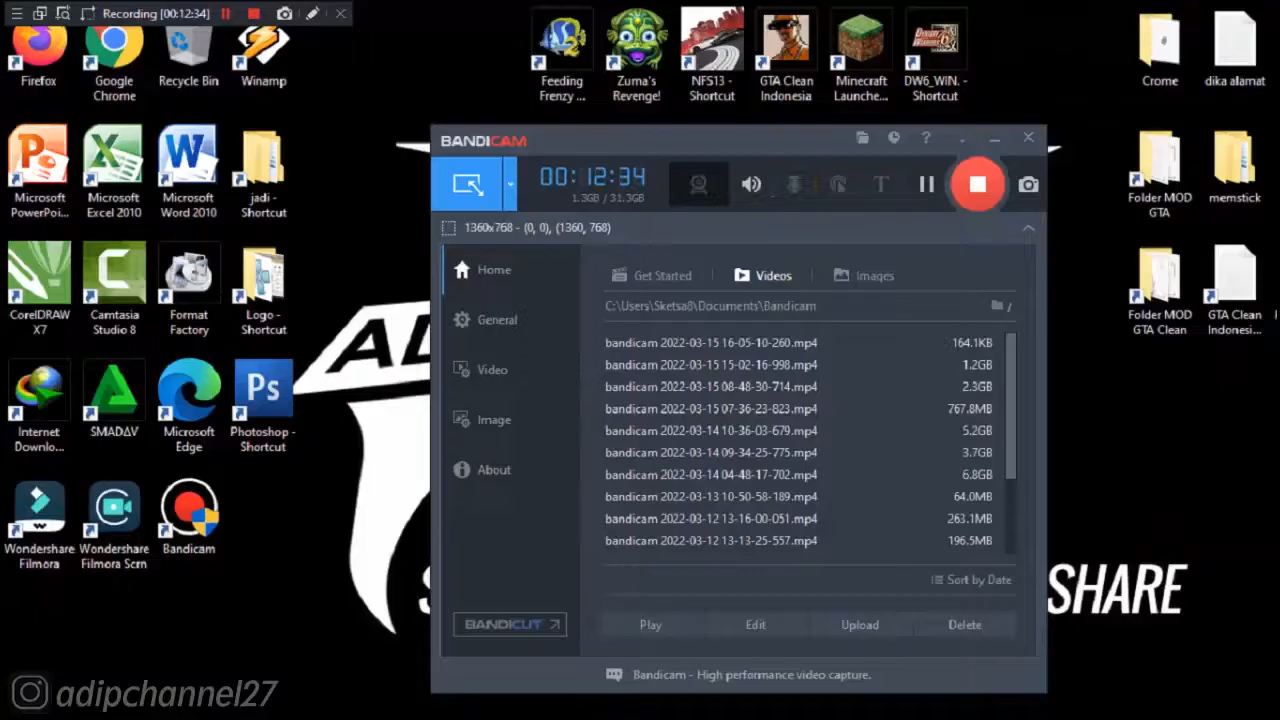 Recording [00:12:34]
Firefox
Google
Chrome
Recycle Bin
Winamp
Feeding
Frenzy ...
Zuma's
Revenge!
NFS13 -
Shortcut
GTA Clean
Indonesia
Minecraft
Launche...
DW6_WIN. -
Shortcut
Crome
dika alamat
Microsoft
PowerPoi...
Microsoft
Excel 2010
Microsoft
Word 2010
jadi -
Shortcut
Folder MOD
GTA
memstick
CorelDRAW
X7
Camtasia
Studio 8
Format
Factory
Logo -
Shortcut
Folder MOD
GTA Clean
GTA Clean
Indonesi...
Internet
Downlo...
SMADΔV
Microsoft
Edge
Ps
Photoshop -
Shortcut
Wondershare
Filmora
Wondershare
Filmora Scrn
Bandicam
BANDICAM
00:12:34
1.3GB / 31.3GB
1360x768 - (0, 0), (1360, 768)
Home
General
Video
Image
About
BANDICUT
Get Started
Videos
Images
C:\Users\Sketsa8\Documents\Bandicam
bandicam 2022-03-15 16-05-10-260.mp4 164.1KB
bandicam 2022-03-15 15-02-16-998.mp4 1.2GB
bandicam 2022-03-15 08-48-30-714.mp4 2.3GB
bandicam 2022-03-15 07-36-23-823.mp4 767.8MB
bandicam 2022-03-14 10-36-03-679.mp4 5.2GB
bandicam 2022-03-14 09-34-25-775.mp4 3.7GB
bandicam 2022-03-14 04-48-17-702.mp4 6.8GB
bandicam 2022-03-13 10-50-58-189.mp4 64.0MB
bandicam 2022-03-12 13-16-00-051.mp4 263.1MB
bandicam 2022-03-12 13-13-25-557.mp4 196.5MB
Sort by Date
Play
Edit
Upload
Delete
Bandicam - High performance video capture.
SHARE
adipchannel27